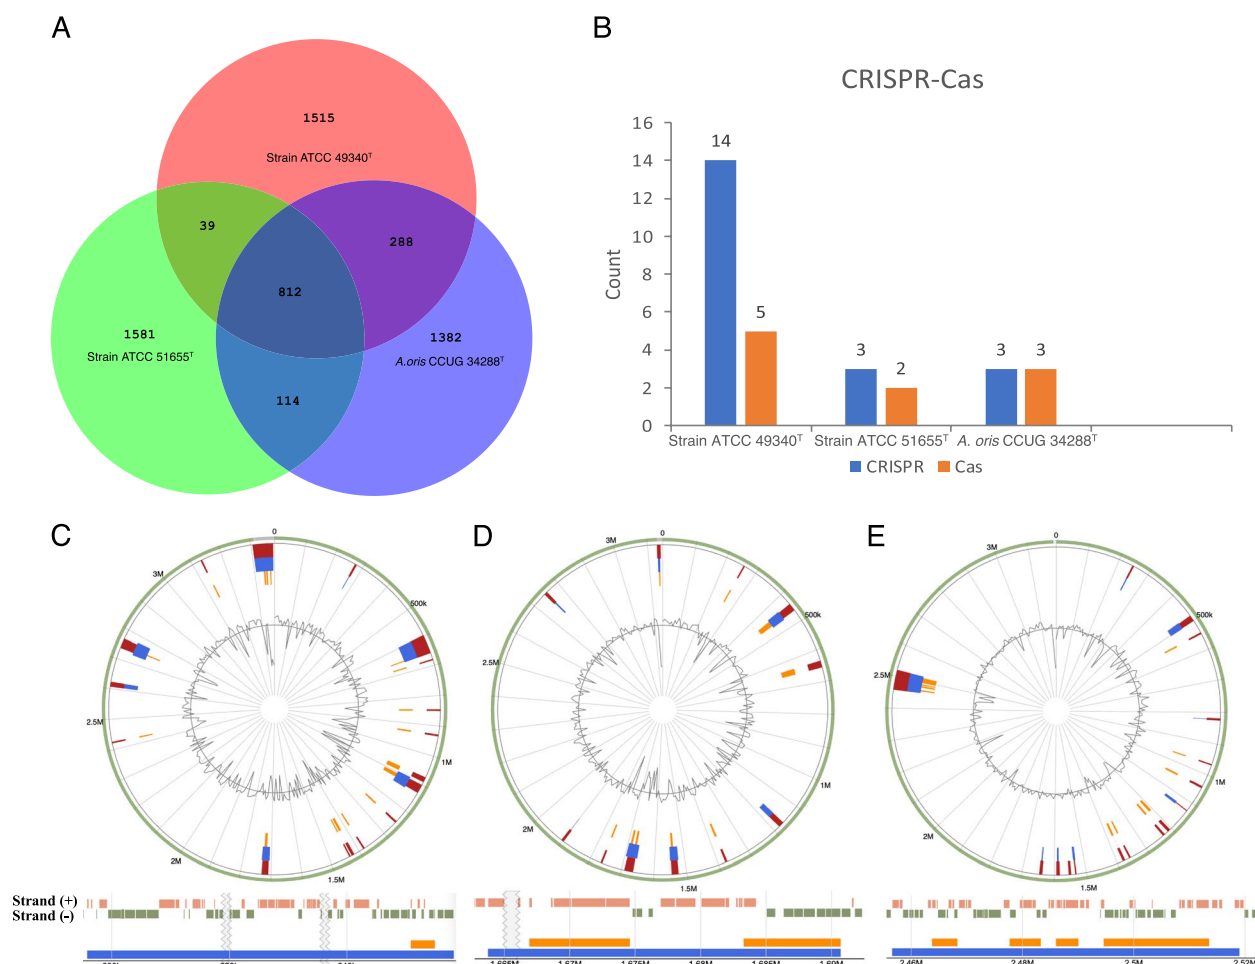 A
1515
Strain ATCC 49340ᵀ
39
288
812
1581
Strain ATCC 51655ᵀ
1382
A.oris CCUG 34288ᵀ
114
B
CRISPR-Cas
Count
16
14
12
10
8
6
4
2
0
14
5
3
2
3
3
Strain ATCC 49340ᵀ
Strain ATCC 51655ᵀ
A. oris CCUG 34288ᵀ
CRISPR
Cas
C
0
500k
1M
1.5M
2M
2.5M
3M
D
0
500k
1M
1.5M
2M
2.5M
3M
E
0
500k
1M
1.5M
2M
2.5M
3M
Strand (+)
Strand (-)
1.665M
1.67M
1.675M
1.68M
1.685M
1.69M
2.46M
2.48M
2.5M
2.52M